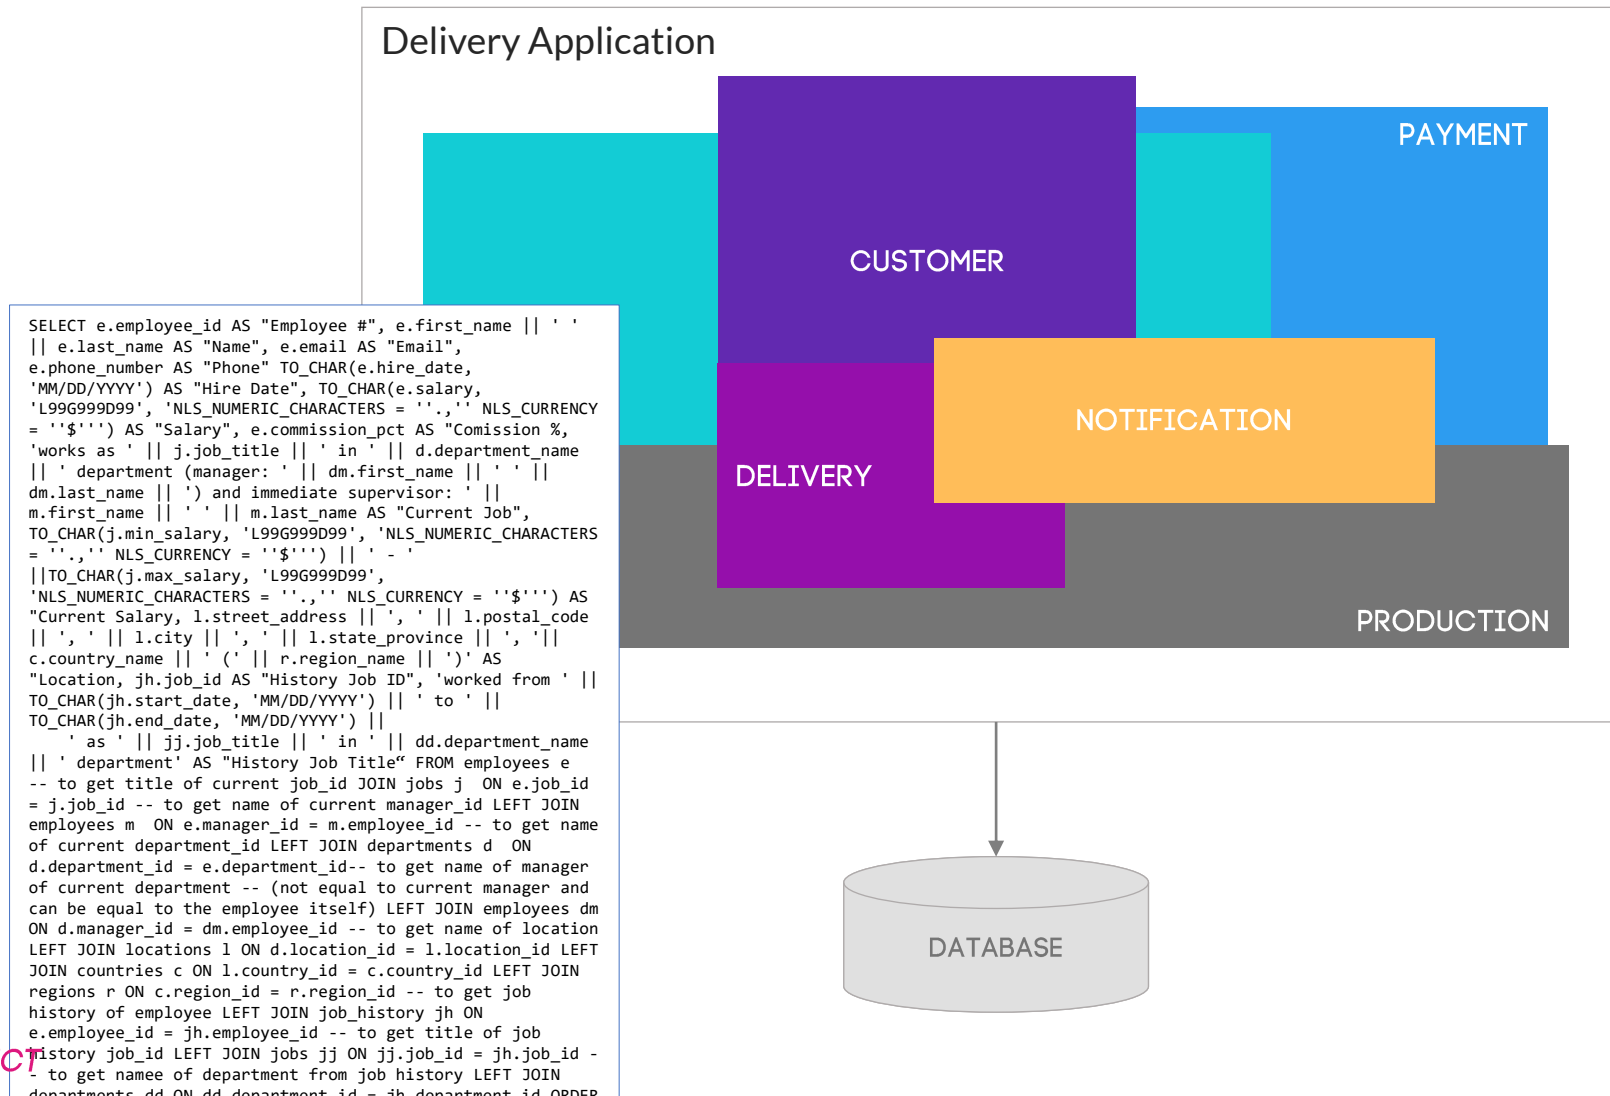 Delivery Application
PAYMENT
CUSTOMER
NOTIFICATION
DELIVERY
PRODUCTION
DATABASE
SELECT e.employee_id AS "Employee #", e.first_name || ' '
|| e.last_name AS "Name", e.email AS "Email",
e.phone_number AS "Phone" TO_CHAR(e.hire_date,
'MM/DD/YYYY') AS "Hire Date", TO_CHAR(e.salary,
'L99G999D99', 'NLS_NUMERIC_CHARACTERS = ''.,'' NLS_CURRENCY
= ''$''') AS "Salary", e.commission_pct AS "Comission %,
'works as ' || j.job_title || ' in ' || d.department_name
|| ' department (manager: ' || dm.first_name || ' ' ||
dm.last_name || ') and immediate supervisor: ' ||
m.first_name || ' ' || m.last_name AS "Current Job",
TO_CHAR(j.min_salary, 'L99G999D99', 'NLS_NUMERIC_CHARACTERS
= ''.,'' NLS_CURRENCY = ''$''') || ' - '
||TO_CHAR(j.max_salary, 'L99G999D99',
'NLS_NUMERIC_CHARACTERS = ''.,'' NLS_CURRENCY = ''$''') AS
"Current Salary, l.street_address || ', ' || l.postal_code
|| ', ' || l.city || ', ' || l.state_province || ', '||
c.country_name || ' (' || r.region_name || ')' AS
"Location, jh.job_id AS "History Job ID", 'worked from ' ||
TO_CHAR(jh.start_date, 'MM/DD/YYYY') || ' to ' ||
TO_CHAR(jh.end_date, 'MM/DD/YYYY') ||
' as ' || jj.job_title || ' in ' || dd.department_name
|| ' department' AS "History Job Title“ FROM employees e
-- to get title of current job_id JOIN jobs j  ON e.job_id
= j.job_id -- to get name of current manager_id LEFT JOIN
employees m  ON e.manager_id = m.employee_id -- to get name
of current department_id LEFT JOIN departments d  ON
d.department_id = e.department_id-- to get name of manager
of current department -- (not equal to current manager and
can be equal to the employee itself) LEFT JOIN employees dm
ON d.manager_id = dm.employee_id -- to get name of location
LEFT JOIN locations l ON d.location_id = l.location_id LEFT
JOIN countries c ON l.country_id = c.country_id LEFT JOIN
regions r ON c.region_id = r.region_id -- to get job
history of employee LEFT JOIN job_history jh ON
e.employee_id = jh.employee_id -- to get title of job
history job_id LEFT JOIN jobs jj ON jj.job_id = jh.job_id -
- to get namee of department from job history LEFT JOIN
departments dd ON dd.department_id = jh.department_id ORDER
CT